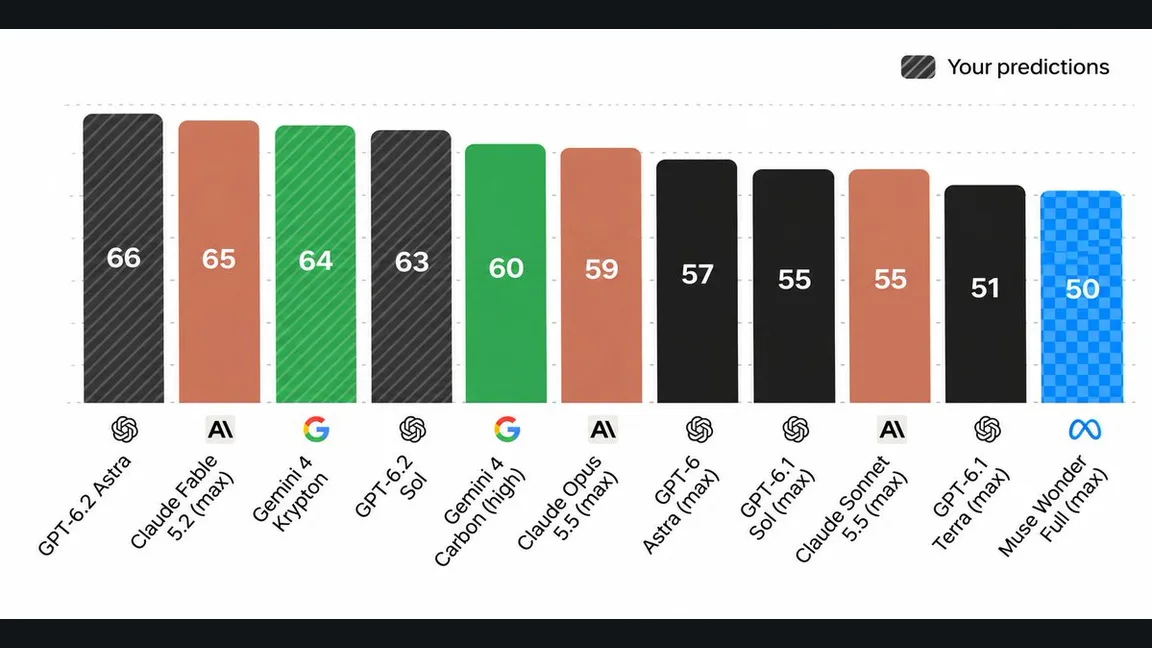 Your predictions
66
65
64
63
60
59
57
55
55
51
50
GPT-6.2 Astra
Claude Fable
5.2 (max)
Gemini 4
Krypton
GPT-6.2
Sol
Gemini 4
Carbon (high)
Claude Opus
5.5 (max)
GPT-6
Astra (max)
GPT-6.1
Sol (max)
Claude Sonnet
5.5 (max)
GPT-6.1
Terra (max)
Muse Wonder
Full (max)